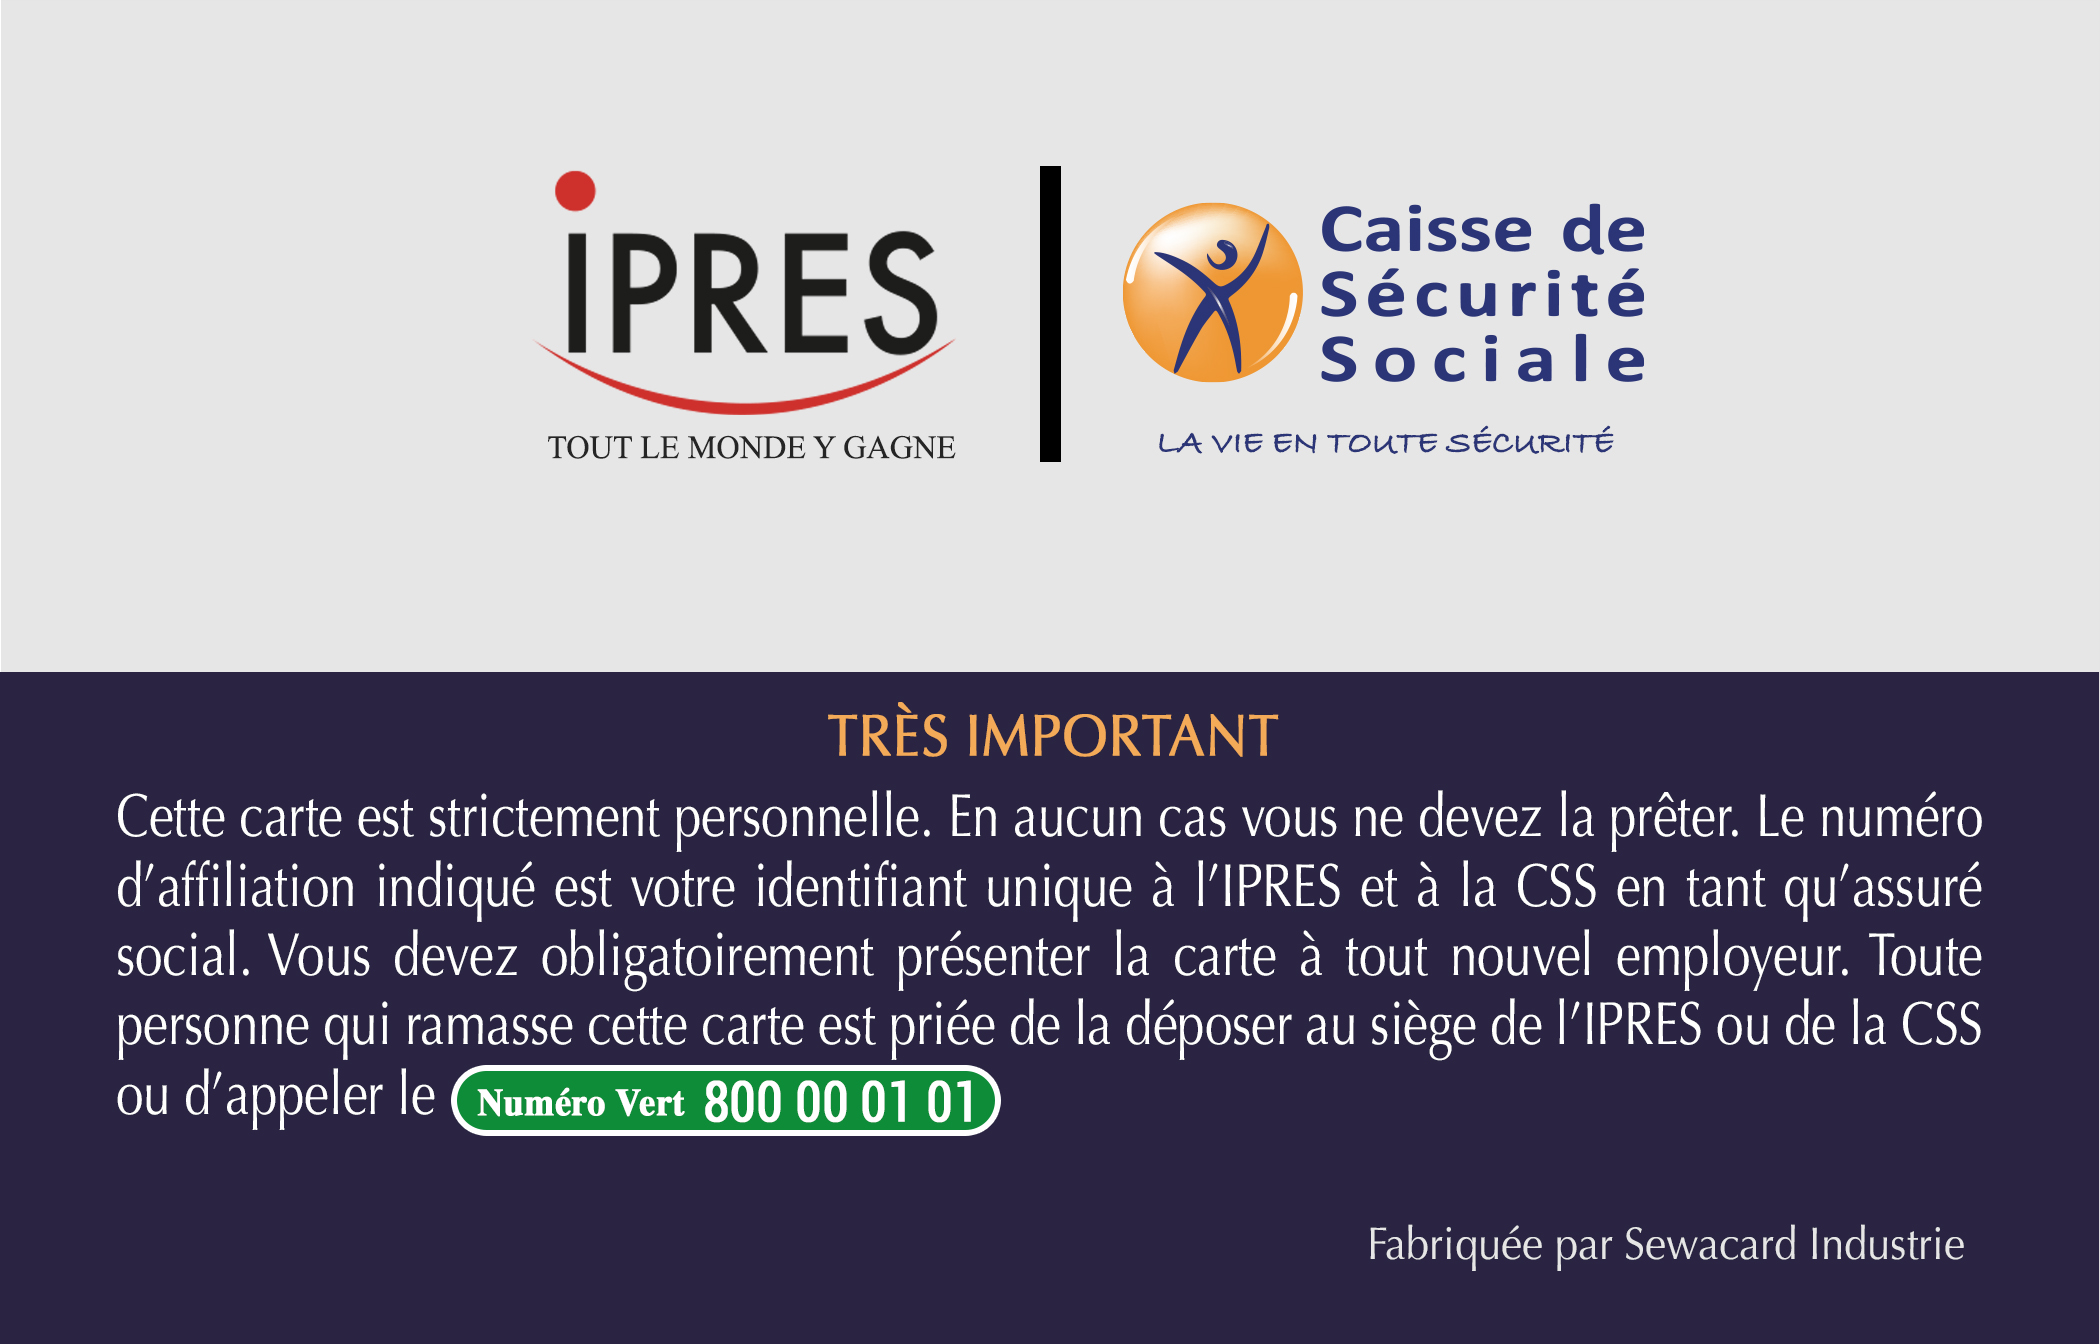 iPRES
TOUT LE MONDE Y GAGNE
Caisse de
Sécurité
Sociale
LA VIE EN TOUTE SÉCURITÉ
TRÈS IMPORTANT
Cette carte est strictement personnelle. En aucun cas vous ne devez la prêter. Le numéro
d’affiliation indiqué est votre identifiant unique à l’IPRES et à la CSS en tant qu’assuré
social. Vous devez obligatoirement présenter la carte à tout nouvel employeur. Toute
personne qui ramasse cette carte est priée de la déposer au siège de l’IPRES ou de la CSS
ou d’appeler le Numéro Vert 800 00 01 01
Fabriquée par Sewacard Industrie